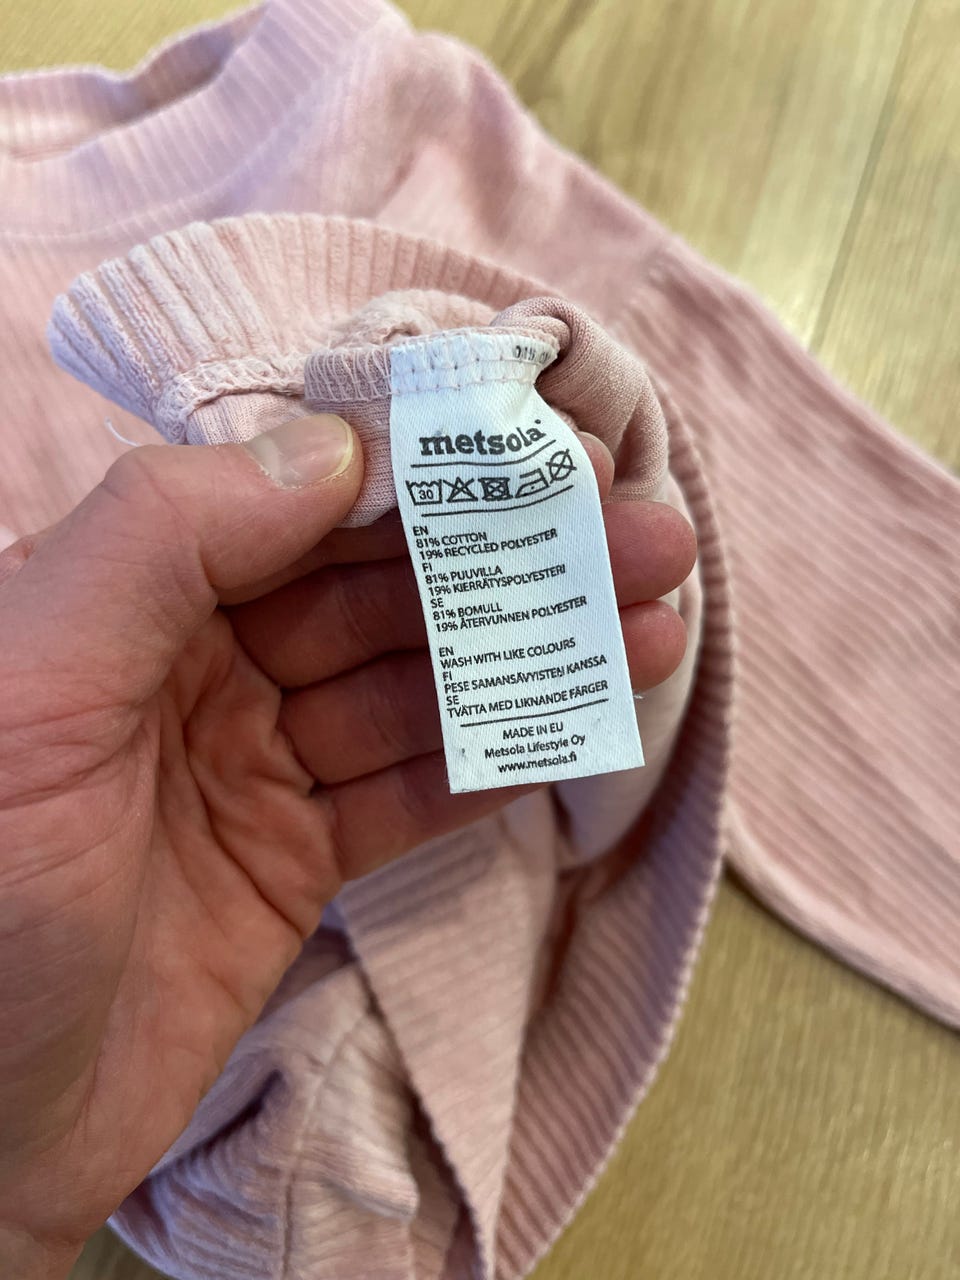 metsola
30
EN
81% COTTON
19% RECYCLED POLYESTER
FI
81% PUUVILLA
19% KIERRÄTYSPOLYESTERI
SE
81% BOMULL
19% ÅTERVUNNEN POLYESTER
EN
WASH WITH LIKE COLOURS
FI
PESE SAMANSÄVYISTEN KANSSA
SE
TVÄTTA MED LIKNANDE FÄRGER
MADE IN EU
Metsola Lifestyle Oy
www.metsola.fi